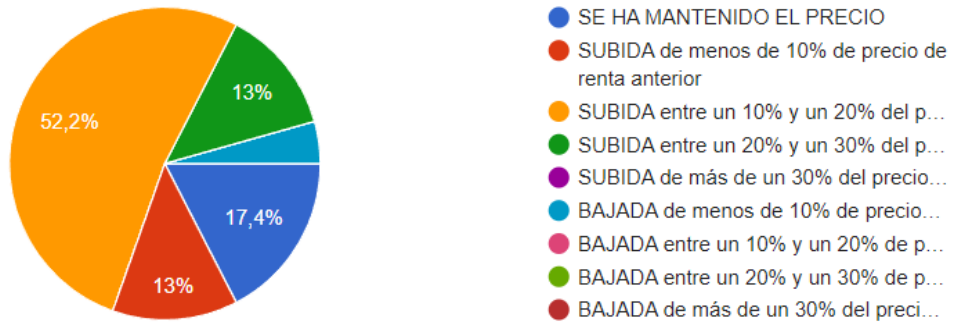 52,2%
13%
17,4%
13%
SE HA MANTENIDO EL PRECIO
SUBIDA de menos de 10% de precio de
renta anterior
SUBIDA entre un 10% y un 20% del p...
SUBIDA entre un 20% y un 30% del p...
SUBIDA de más de un 30% del precio...
BAJADA de menos de 10% de precio...
BAJADA entre un 10% y un 20% de p...
BAJADA entre un 20% y un 30% de p...
BAJADA de más de un 30% del preci...